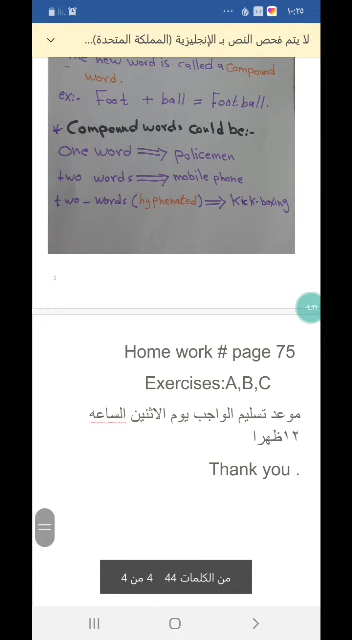 ١٠:٢٥
لا يتم فحص النص بـ الإنجليزية (المملكة المتحدة)...
new word is called a Compound
word.
ex:- Foot + ball = Football.
* Compound words could be:-
One word ⟹ policemen
two words ⟹ mobile phone
two - words (hyphenated) ⟹ Kick-boxing
Home work # page 75
Exercises:A,B,C
موعد تسليم الواجب يوم الاثنين الساعه
١٢ظهرا
Thank you .
4 من 4   44 من الكلمات